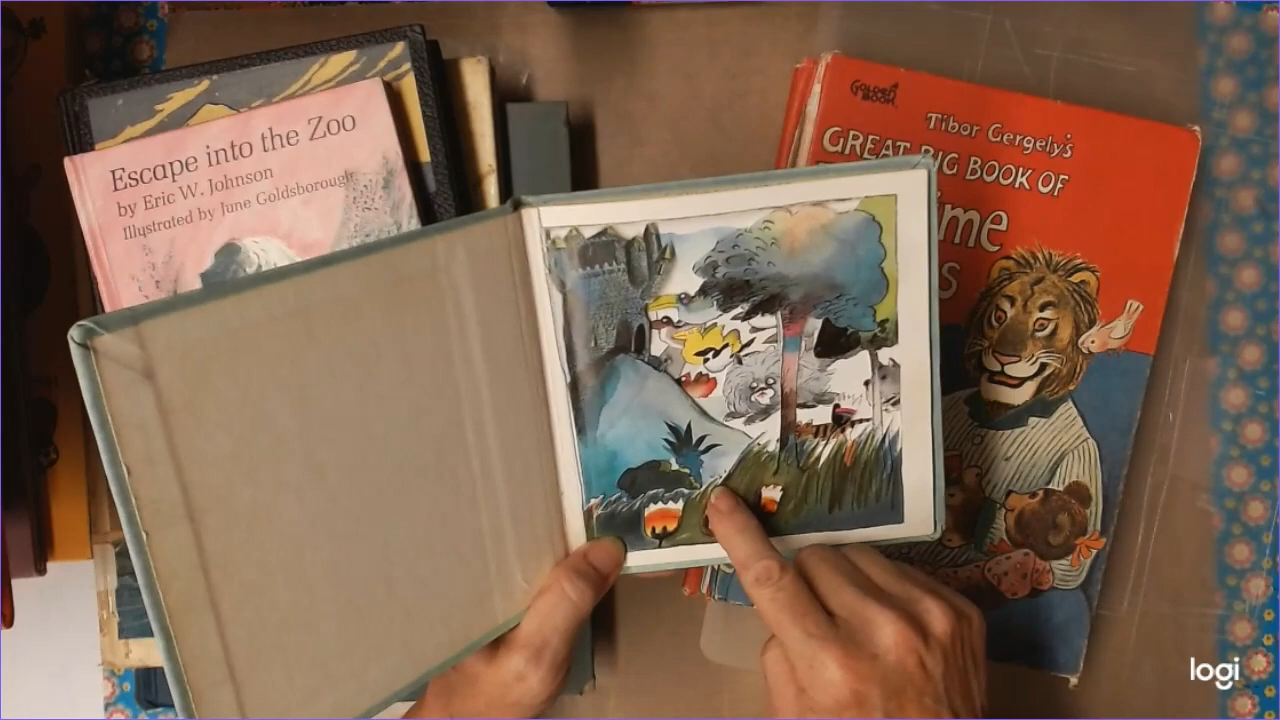 Escape into the Zoo
by Eric W. Johnson
Illustrated by June Goldsborough
GOLDEN
BOOK
Tibor Gergely's
GREAT BIG BOOK OF
logi